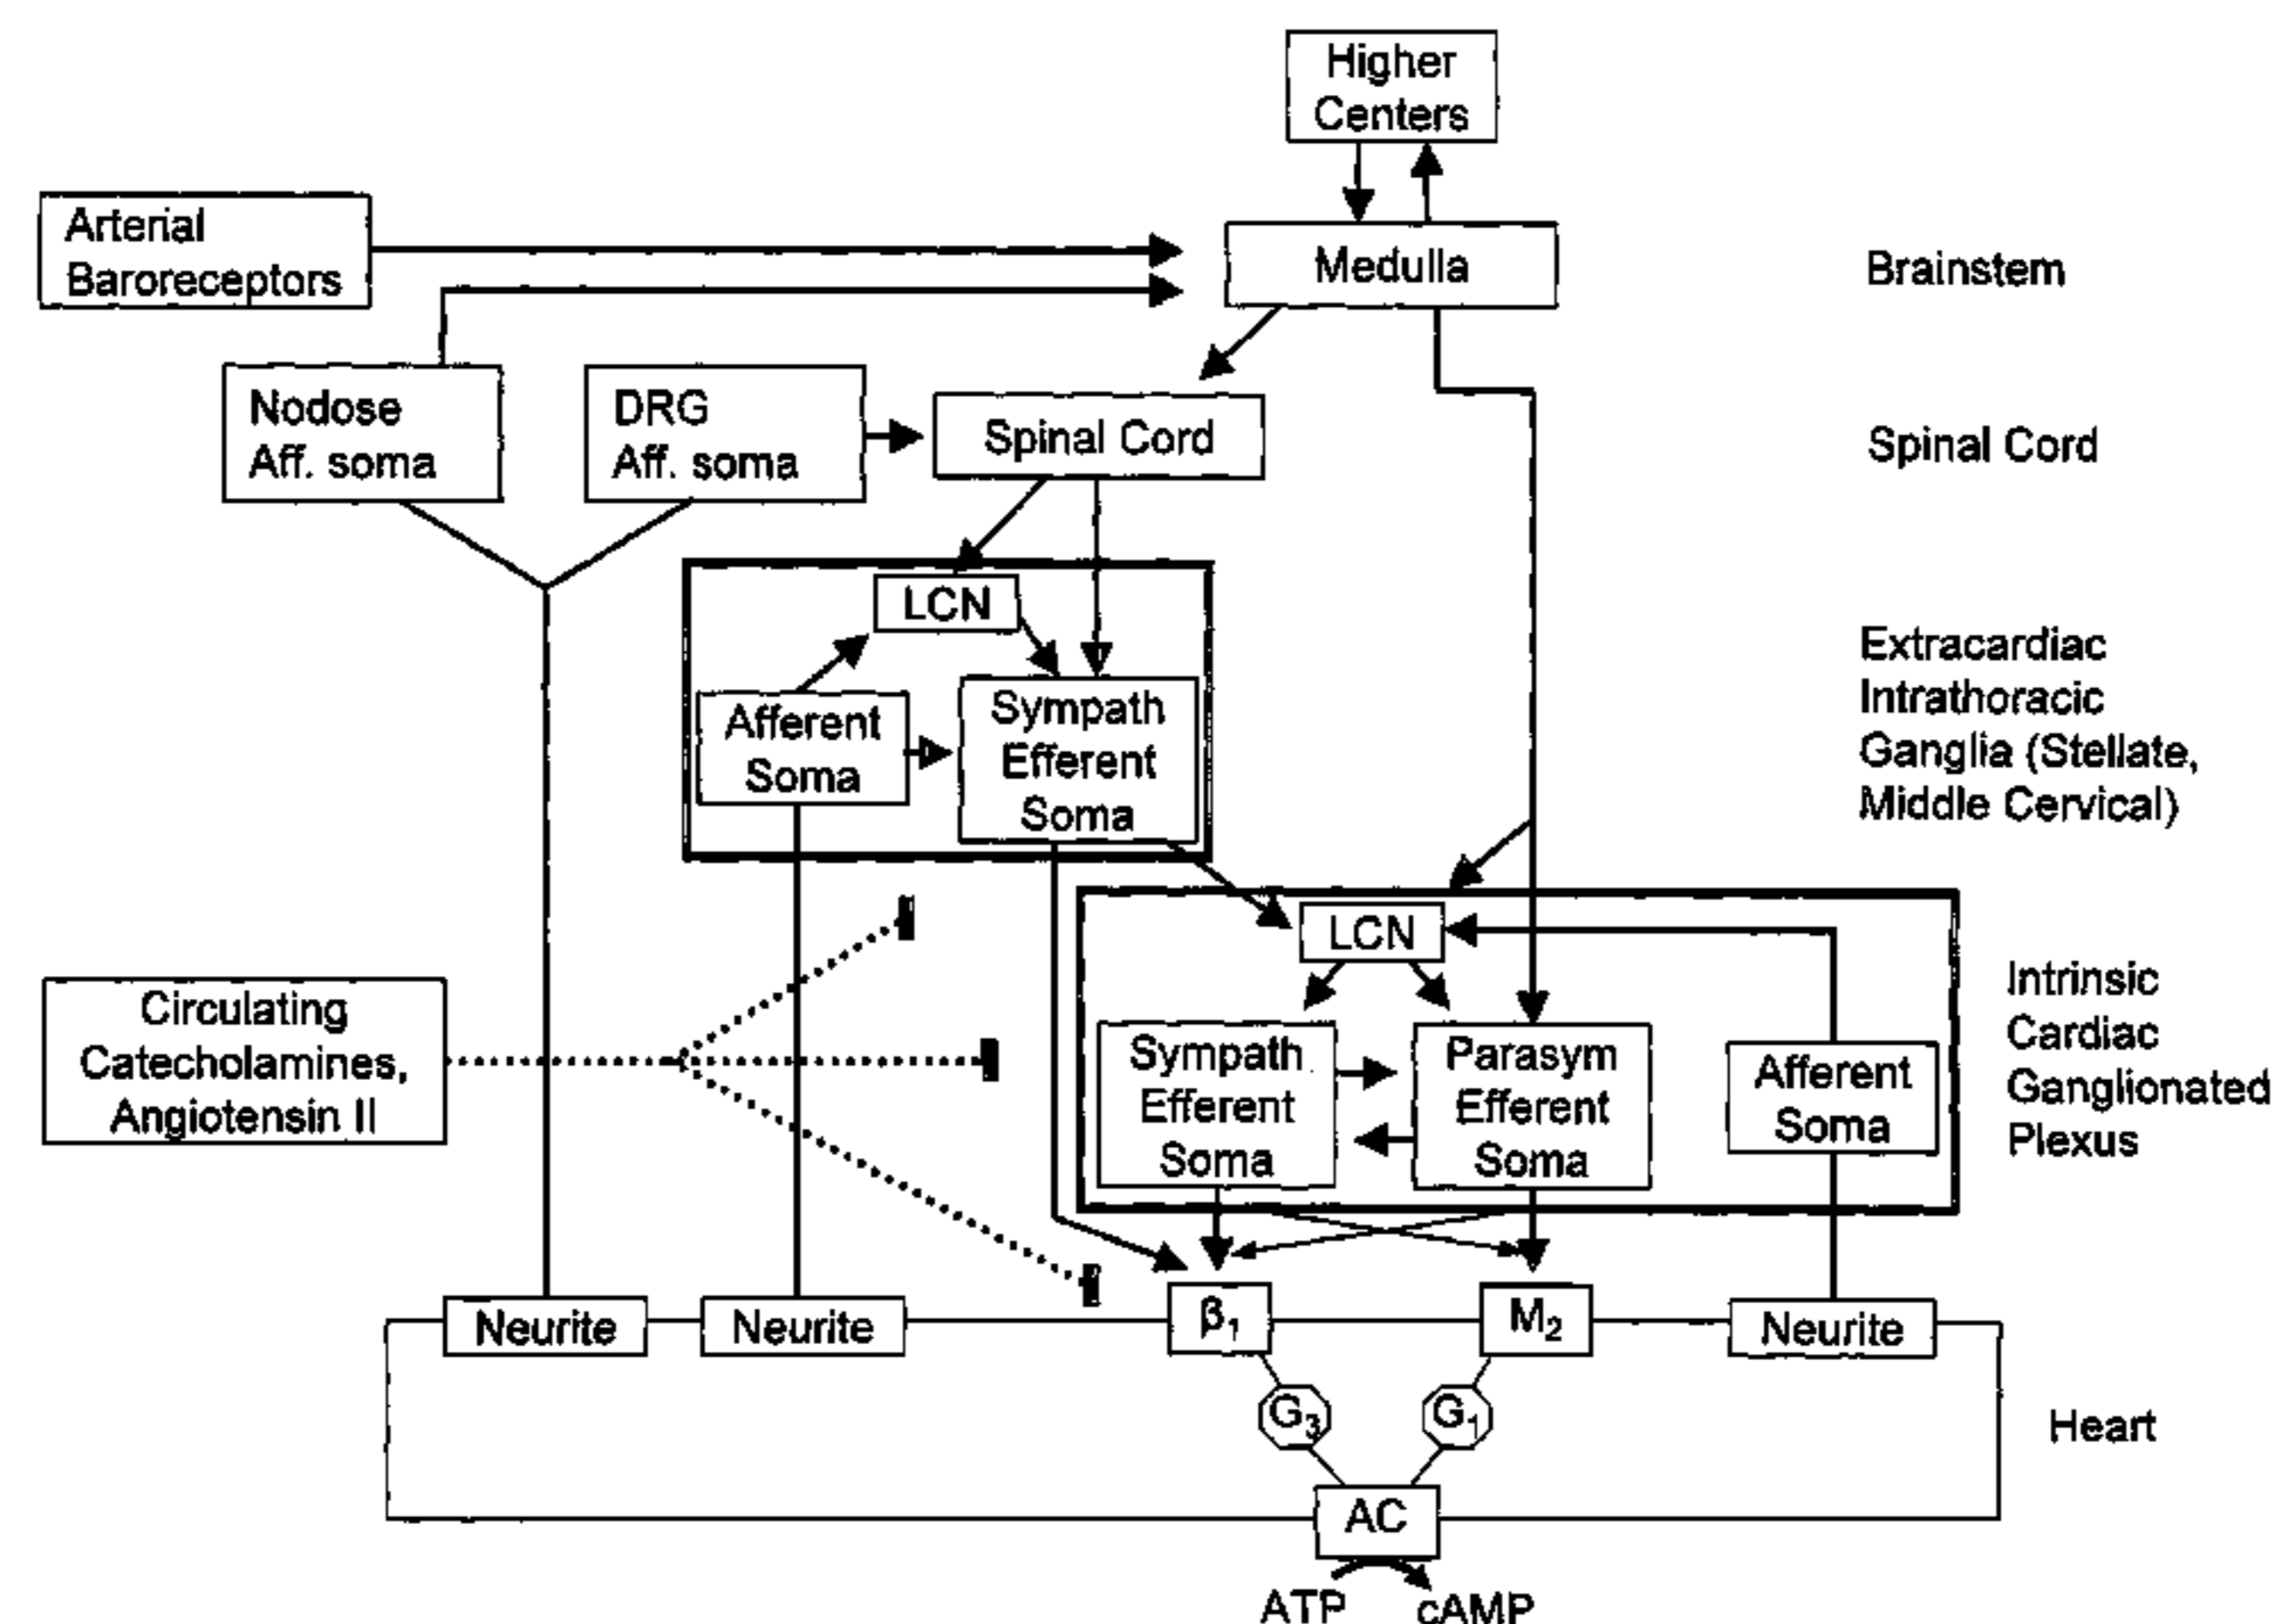 Higher
Centers
Arterial
Baroreceptors
Medulla
Brainstem
Nodose
Aff. soma
DRG
Aff. soma
Spinal Cord
Spinal Cord
LCN
Afferent
Soma
Sympath
Efferent
Soma
Extracardiac
Intrathoracic
Ganglia (Stellate,
Middle Cervical)
LCN
Circulating
Catecholamines,
Angiotensin II
Sympath
Efferent
Soma
Parasym
Efferent
Soma
Afferent
Soma
Intrinsic
Cardiac
Ganglionated
Plexus
Neurite
Neurite
β₁
M₂
Neurite
G₃
G₁
Heart
AC
ATP
cAMP